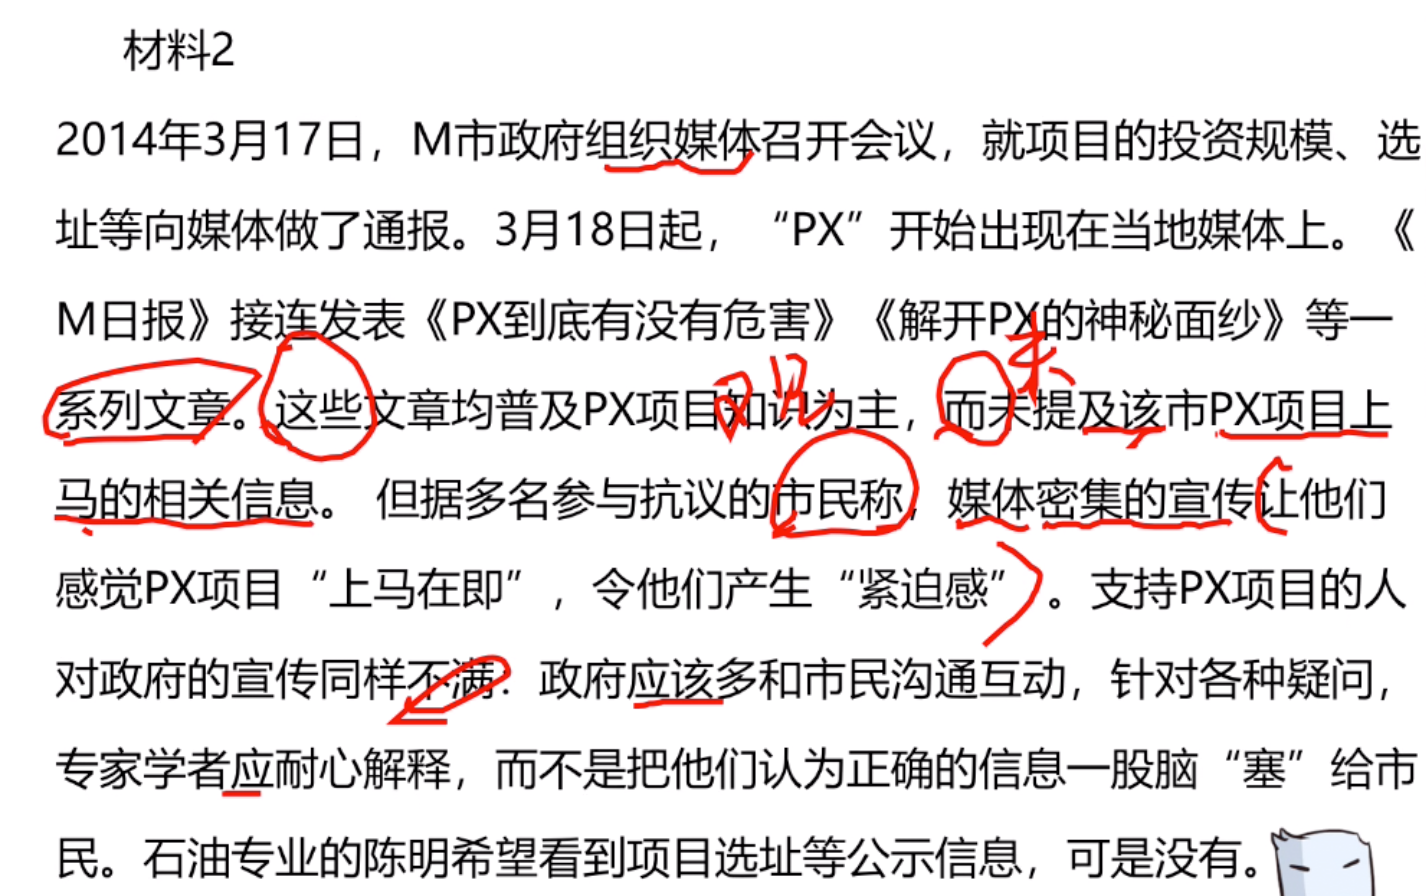 材料2
2014年3月17日，M市政府组织媒体召开会议，就项目的投资规模、选
址等向媒体做了通报。3月18日起，“PX”开始出现在当地媒体上。《
M日报》接连发表《PX到底有没有危害》《解开PX的神秘面纱》等一
系列文章。这些文章均普及PX项目知识为主，而未提及该市PX项目上
马的相关信息。 但据多名参与抗议的市民称，媒体密集的宣传让他们
感觉PX项目“上马在即”，令他们产生“紧迫感”。支持PX项目的人
对政府的宣传同样不满：政府应该多和市民沟通互动，针对各种疑问，
专家学者应耐心解释，而不是把他们认为正确的信息一股脑“塞”给市
民。石油专业的陈明希望看到项目选址等公示信息，可是没有。